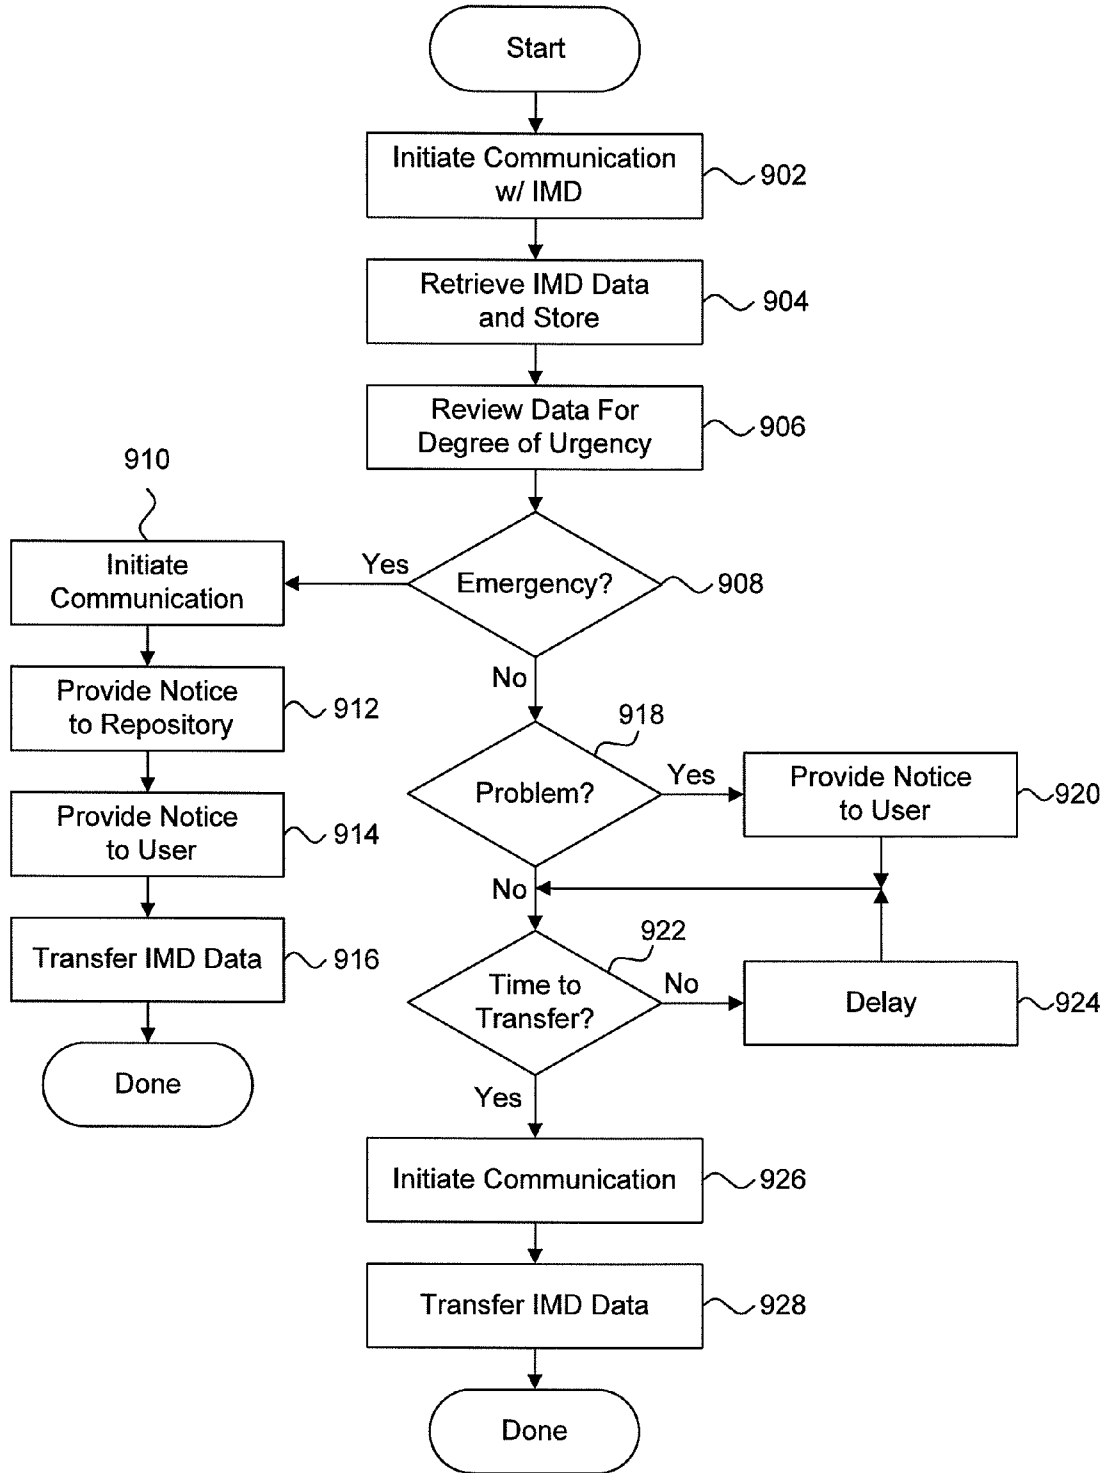 Start
Initiate Communication
w/ IMD
902
Retrieve IMD Data
and Store
904
Review Data For
Degree of Urgency
906
Emergency?
908
Yes
No
910
Initiate
Communication
Provide Notice
to Repository
912
Provide Notice
to User
914
Transfer IMD Data
916
Done
918
Problem?
Yes
No
Provide Notice
to User
920
922
Time to
Transfer?
No
Yes
Delay
924
Initiate Communication
926
Transfer IMD Data
928
Done